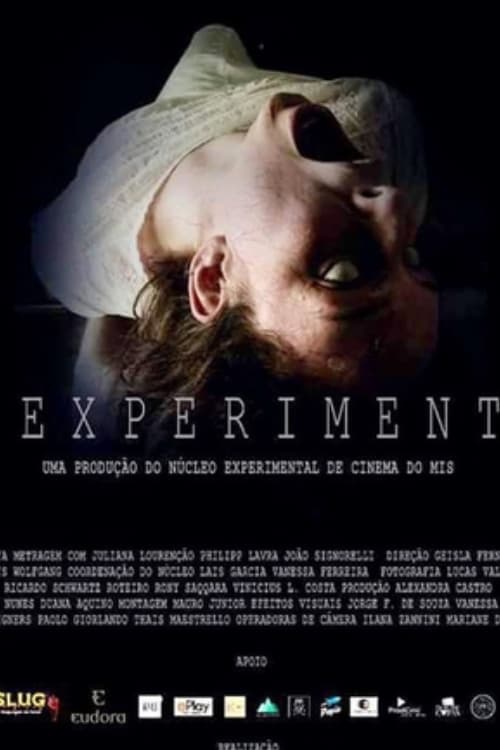 EXPERIMENT
UMA PRODUÇÃO DO NÚCLEO EXPERIMENTAL DE CINEMA DO MIS
METRAGEM COM JULIANA LOURENÇÃO PHILIPP LAVRA JOÃO SIGNORELLI DIREÇÃO GEISLA
WOLFGANG COORDENAÇÃO DO NÚCLEO LAIS GARCIA VANESSA FERREIRA FOTOGRAFIA LUCAS
RICARDO SCHWARTZ ROTEIRO RONY SAQQARA VINICIUS L. COSTA PRODUÇÃO ALEXANDRA CASTRO
NUNES DIANA AQUINO MONTAGEM MAURO JUNIOR EFEITOS VISUAIS JORGE F. DE SOUZA VANESSA
PAOLO GIORLANDO THAIS MAESTRELLO OPERADORAS DE CÂMERA ILANA MARIANE
APOIO
SLUG eudora
REALIZAÇÃO